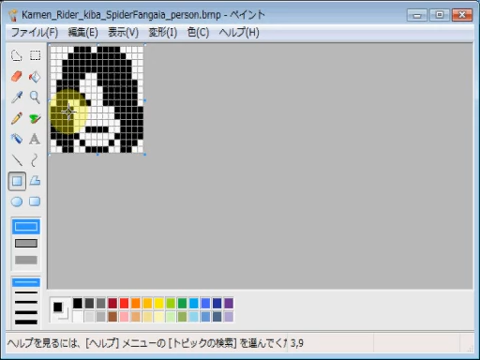 Kamen_Rider_kiba_SpiderFangaia_person.bmp - ペイント
ファイル(F) 編集(E) 表示(V) 変形(I) 色(C) ヘルプ(H)
A
ヘルプを見るには、[ヘルプ] メニューの [トピックの検索] を選んでく
3,9